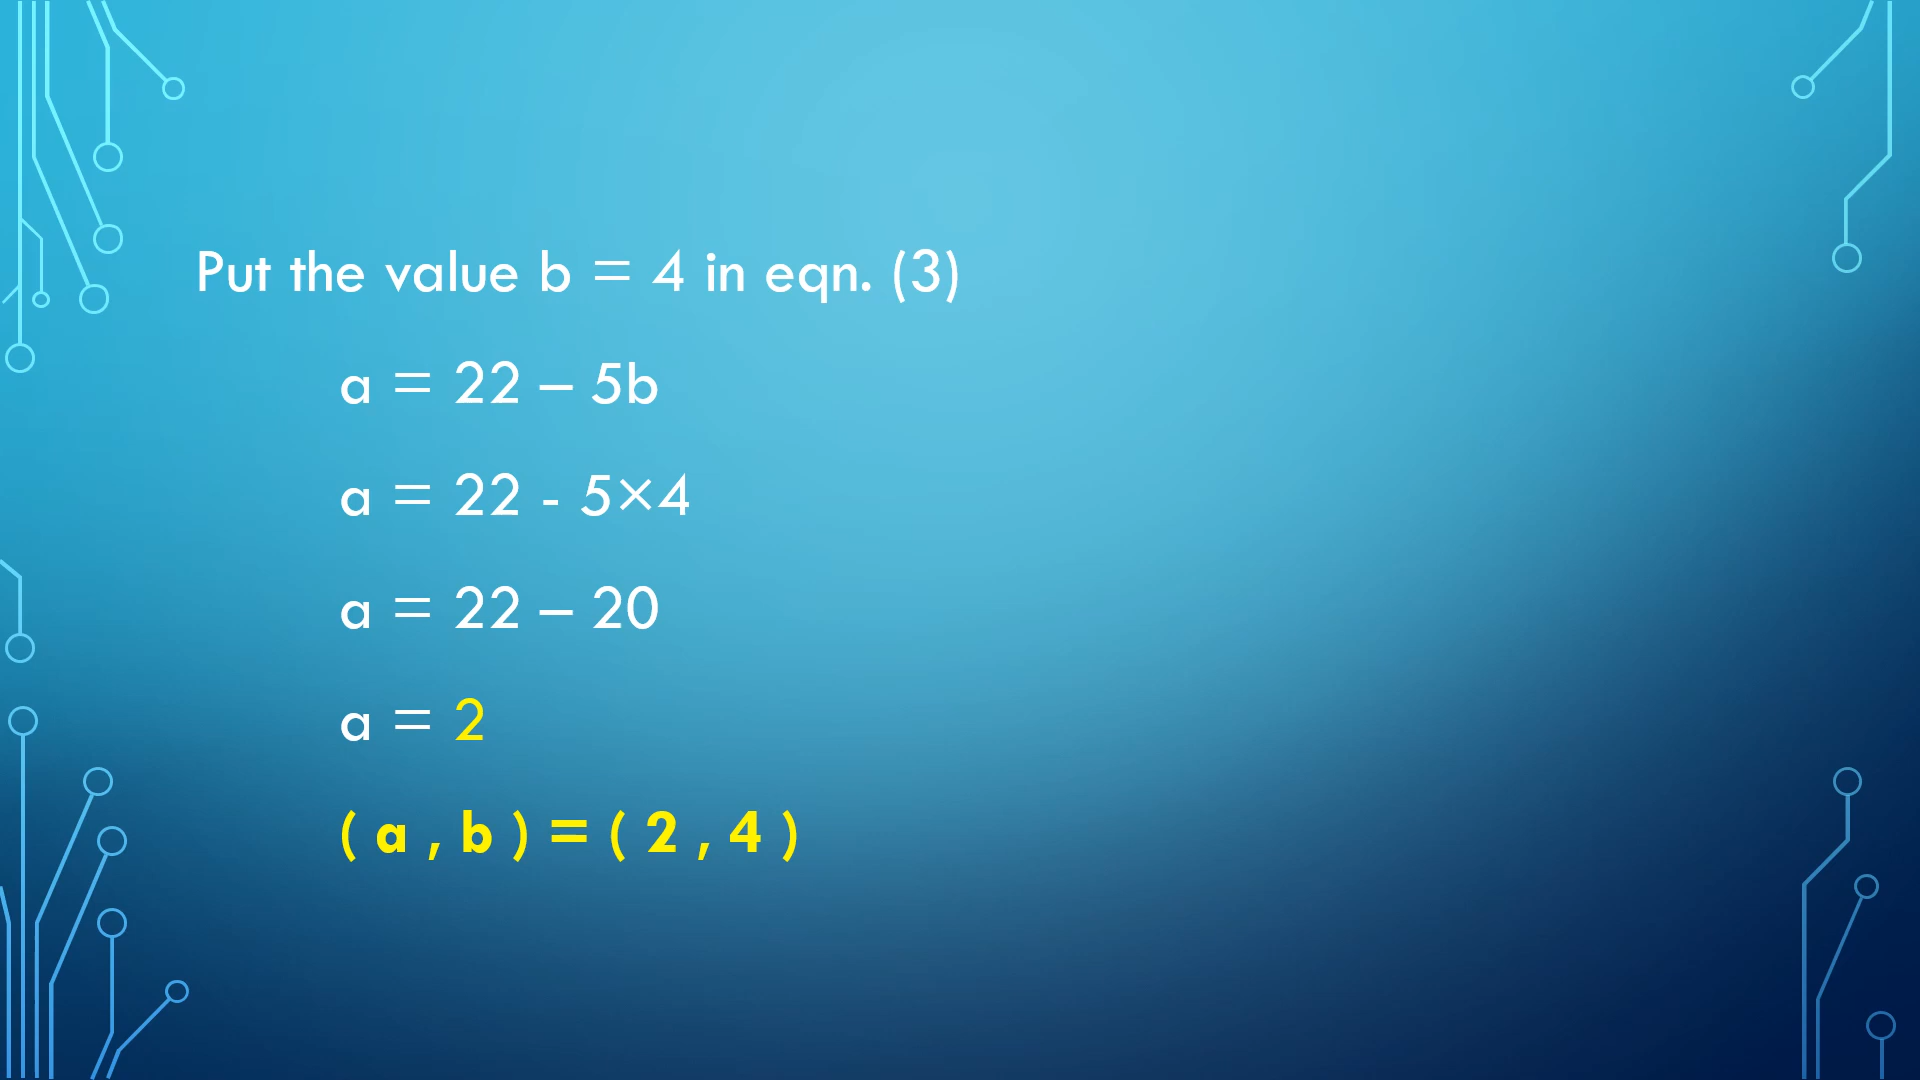 Put the value b = 4 in eqn. (3)
a = 22 – 5b
a = 22 - 5×4
a = 22 – 20
a = 2
( a , b ) = ( 2 , 4 )